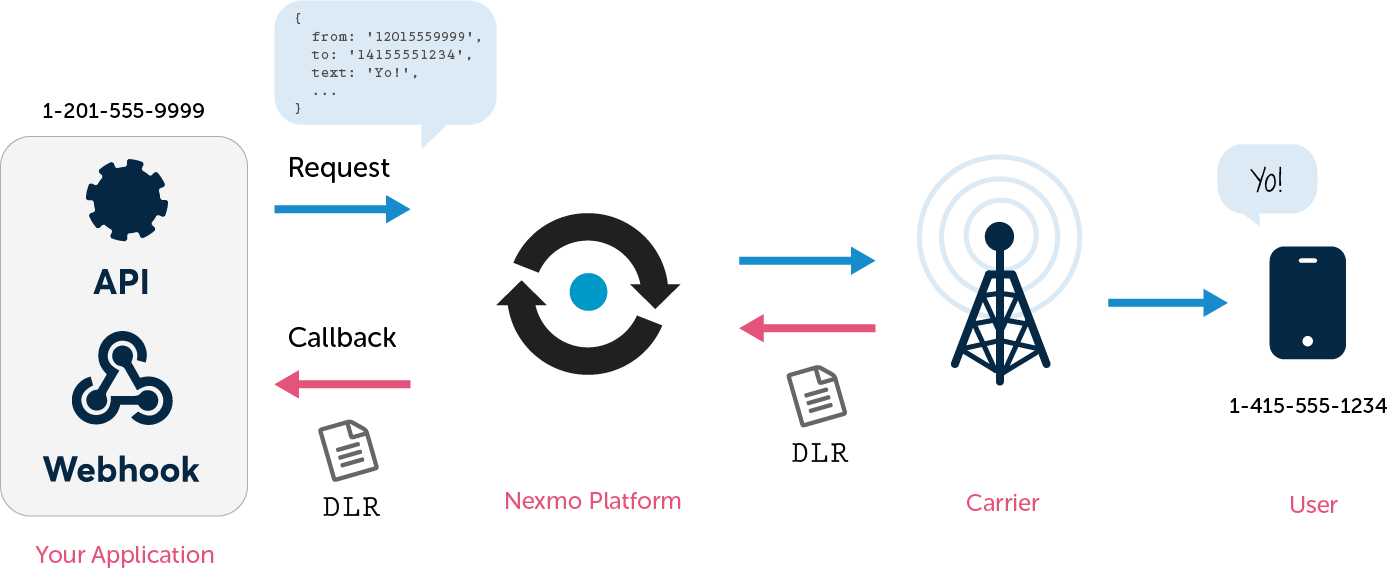 {
from: '12015559999',
to: '14155551234',
text: 'Yo!',
...
}
1-201-555-9999
Request
API
Callback
Webhook
DLR
Your Application
Nexmo Platform
DLR
Carrier
Yo!
1-415-555-1234
User